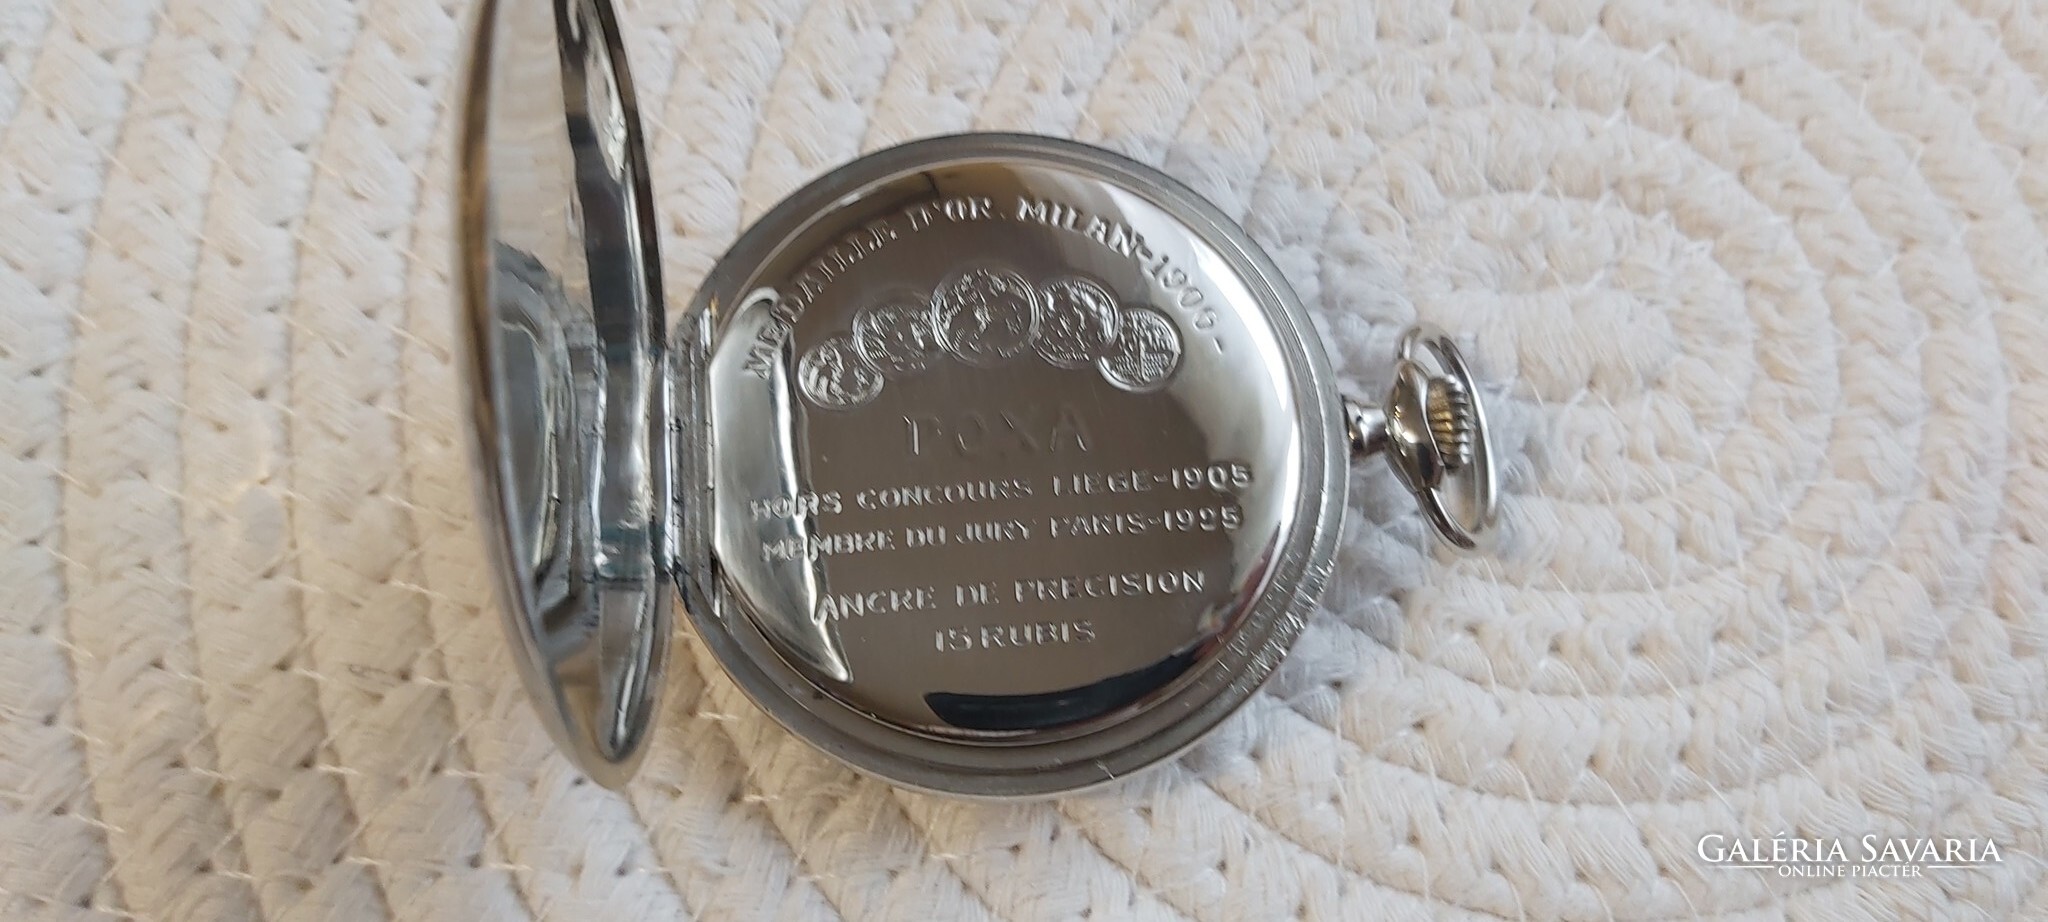 MEDAILLE D'OR. MILAN-1900-
DOXA
HORS CONCOURS LIEGE-1905
MEMBRE DU JURY PARIS-1925
ANCRE DE PRECISION
15 RUBIS
GALÉRIA SAVARIA
ONLINE PIACTÉR